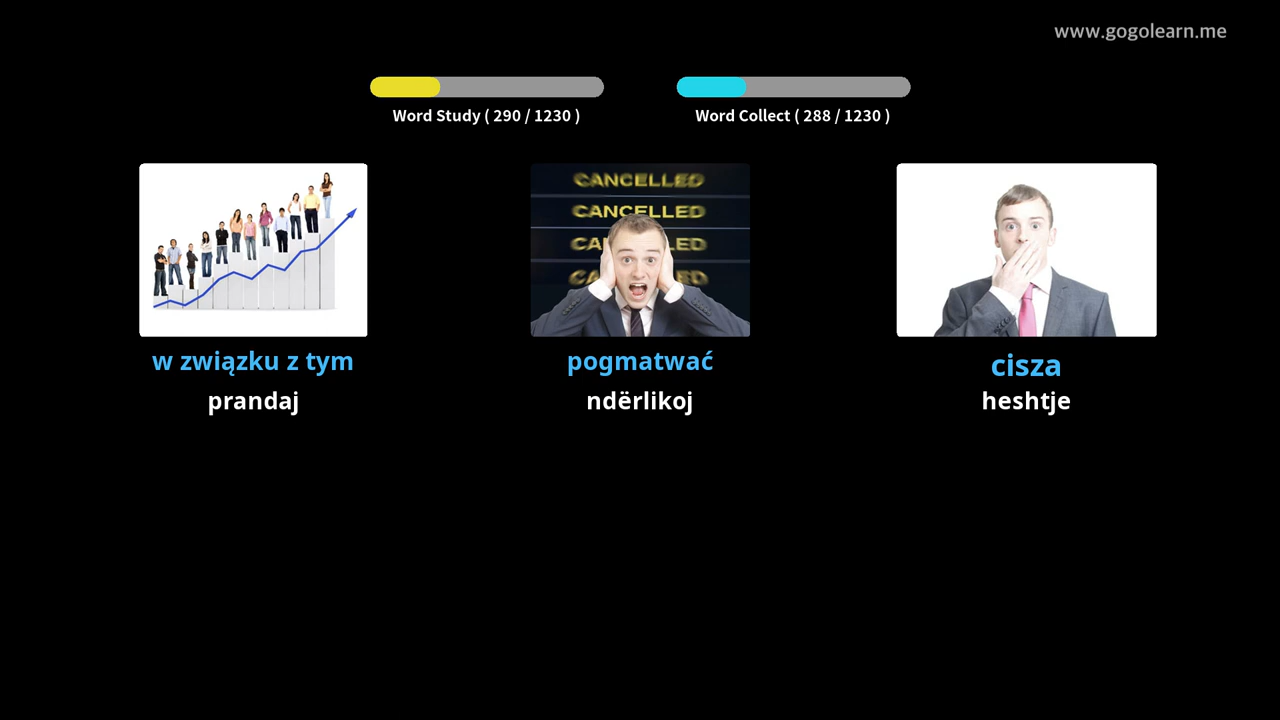 www.gogolearn.me
Word Study ( 290 / 1230 )
Word Collect ( 288 / 1230 )
CANCELLED
CANCELLED
CANCELLED
w związku z tym
pogmatwać
cisza
prandaj
ndërlikoj
heshtje